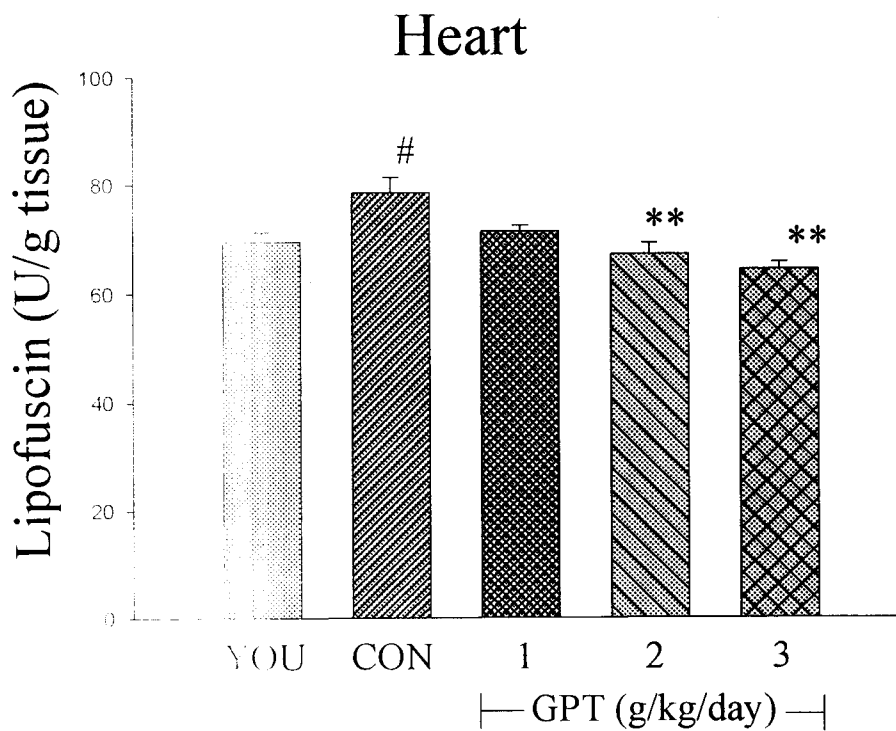 Heart
Lipofuscin (U/g tissue)
100
80
60
40
20
0
#
**
**
YOU
CON
1
2
3
GPT (g/kg/day)